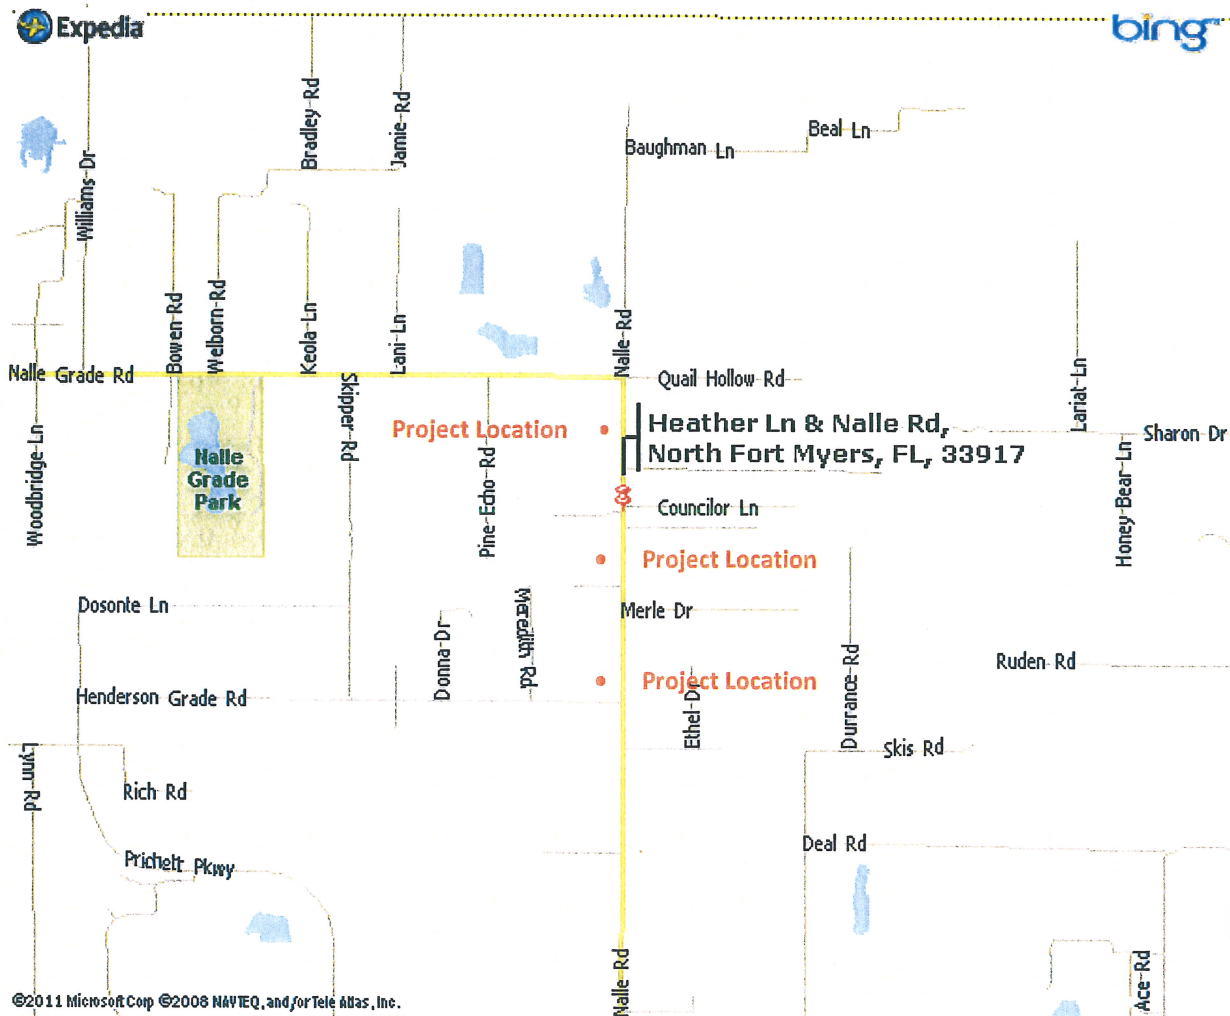 Expedia
bing
Bradley Rd
Jamie Rd
Williams Dr
Baughman Ln
Beal Ln
Bowen Rd
Welborn Rd
Keola Ln
Lani Ln
Nalle Rd
Lariat Ln
Nalle Grade Rd
Quail Hollow Rd
Skipper Rd
Project Location
Heather Ln & Nalle Rd,
North Fort Myers, FL, 33917
Sharon Dr
Woodbridge Ln
Nalle
Grade
Park
Pine Echo Rd
Councilor Ln
Honey Bear Ln
Project Location
Dosonte Ln
Donna Dr
Meredith Rd
Merle Dr
Ruden Rd
Henderson Grade Rd
Project Location
Ethel Dr
Durrance Rd
Skis Rd
Lynn Rd
Rich Rd
Deal Rd
Prichett Pkwy
Nalle Rd
Ace Rd
©2011 Microsoft Corp ©2008 NAVTEQ, and/or Tele Atlas, Inc.